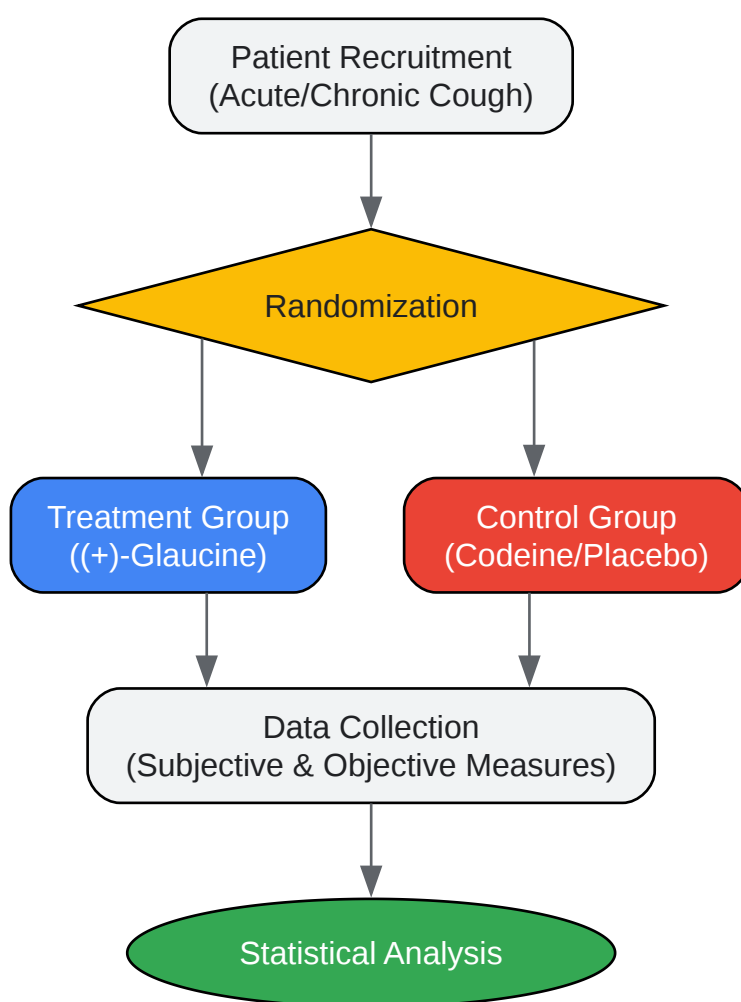 Patient Recruitment
(Acute/Chronic Cough)
Randomization
Treatment Group
((+)-Glaucine)
Control Group
(Codeine/Placebo)
Data Collection
(Subjective & Objective Measures)
Statistical Analysis